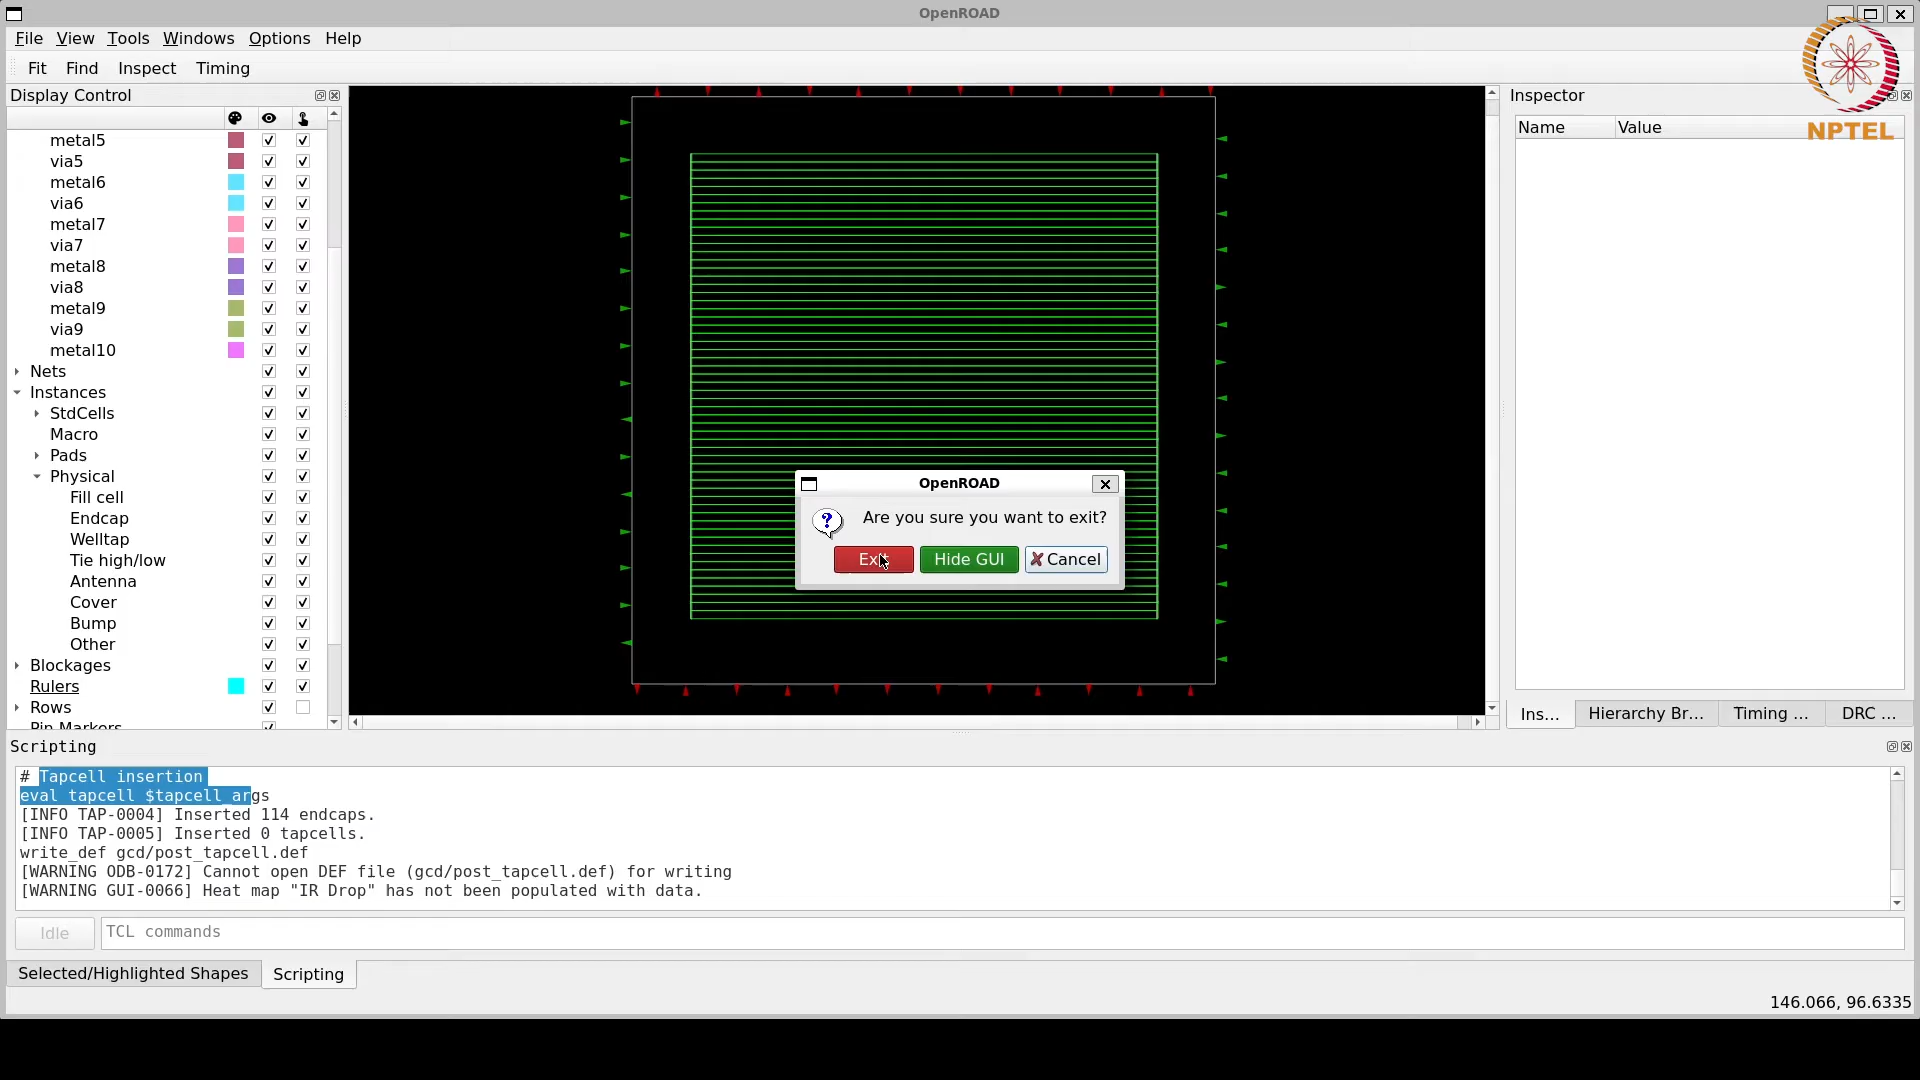 OpenROAD
File View Tools Windows Options Help
Fit Find Inspect Timing
NPTEL
Display Control
metal5
via5
metal6
via6
metal7
via7
metal8
via8
metal9
via9
metal10
Nets
Instances
StdCells
Macro
Pads
Physical
Fill cell
Endcap
Welltap
Tie high/low
Antenna
Cover
Bump
Other
Blockages
Rulers
Rows
Pin Markers
OpenROAD
Are you sure you want to exit?
Exit Hide GUI Cancel
Inspector
Name Value
Ins... Hierarchy Br... Timing ... DRC ...
Scripting
# Tapcell insertion
eval tapcell $tapcell_args
[INFO TAP-0004] Inserted 114 endcaps.
[INFO TAP-0005] Inserted 0 tapcells.
write_def gcd/post_tapcell.def
[WARNING ODB-0172] Cannot open DEF file (gcd/post_tapcell.def) for writing
[WARNING GUI-0066] Heat map "IR Drop" has not been populated with data.
Idle TCL commands
Selected/Highlighted Shapes Scripting
146.066, 96.6335